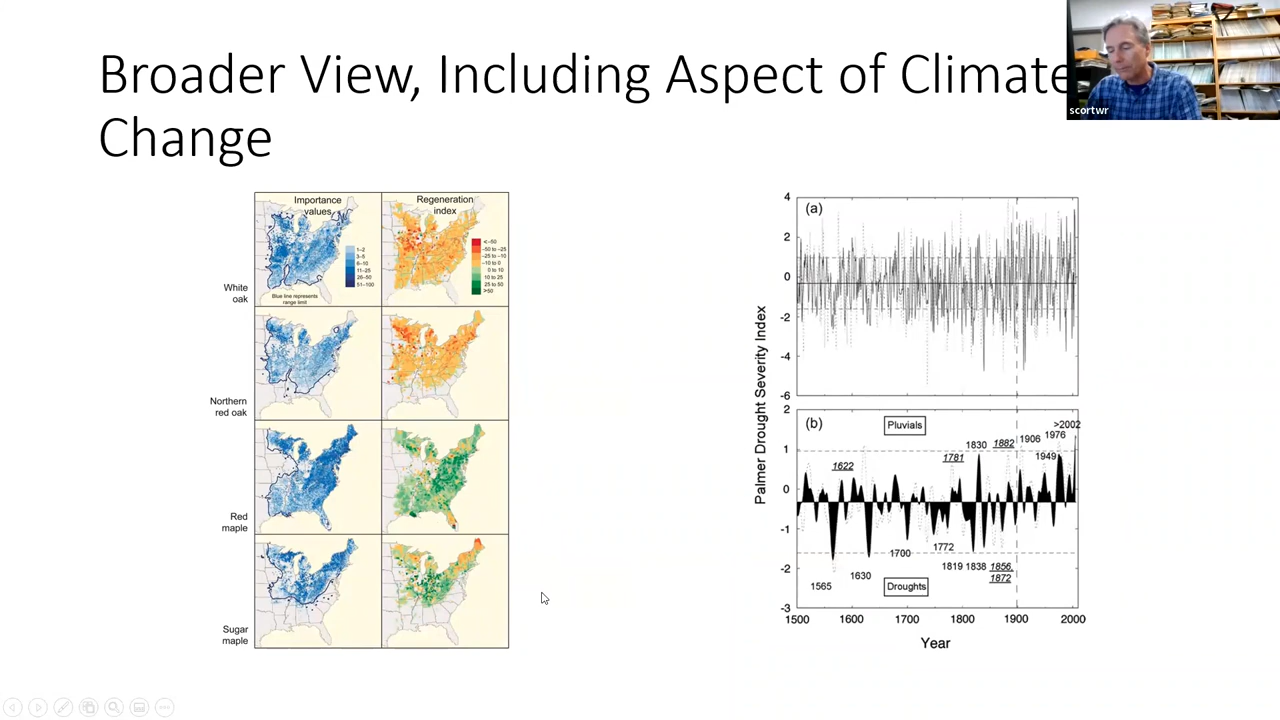 Broader View, Including Aspect of Climate
Change
scortwr
Importance
values
Regeneration
index
1–2
3–5
6–10
11–25
26–50
51–100
Blue line represents
range limit
<-50
-50 to -25
-25 to -10
-10 to 0
0 to 10
10 to 25
25 to 50
>50
White
oak
Northern
red oak
Red
maple
Sugar
maple
Palmer Drought Severity Index
(a)
4
2
0
-2
-4
-6
(b)
Pluvials
2
1
0
-1
-2
-3
1622
1781
1830
1882
1906
1949
1976
>2002
1565
1630
1700
1772
1819
1838
1856,
1872
Droughts
1500
1600
1700
1800
1900
2000
Year